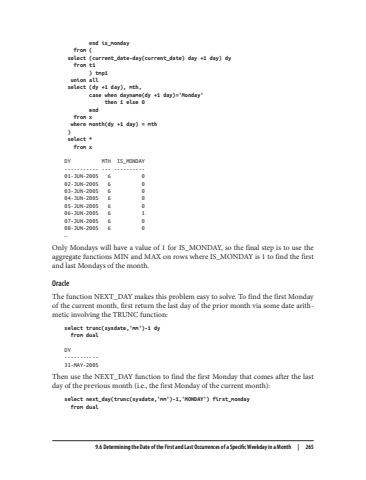 end is_monday
from (
select (current_date-day(current_date) day +1 day) dy
from t1
) tmp1
union all
select (dy +1 day), mth,
case when dayname(dy +1 day)='Monday'
then 1 else 0
end
from x
where month(dy +1 day) = mth
)
select *
from x
DY MTH IS_MONDAY
----------- --- ----------
01-JUN-2005 6 0
02-JUN-2005 6 0
03-JUN-2005 6 0
04-JUN-2005 6 0
05-JUN-2005 6 0
06-JUN-2005 6 1
07-JUN-2005 6 0
08-JUN-2005 6 0
…
Only Mondays will have a value of 1 for IS_MONDAY, so the final step is to use the
aggregate functions MIN and MAX on rows where IS_MONDAY is 1 to find the first
and last Mondays of the month.
Oracle
The function NEXT_DAY makes this problem easy to solve. To find the first Monday
of the current month, first return the last day of the prior month via some date arith-
metic involving the TRUNC function:
select trunc(sysdate,'mm')-1 dy
from dual
DY
-----------
31-MAY-2005
Then use the NEXT_DAY function to find the first Monday that comes after the last
day of the previous month (i.e., the first Monday of the current month):
select next_day(trunc(sysdate,'mm')-1,'MONDAY') first_monday
from dual
9.6 Determining the Date of the First and Last Occurrences of a Specific Weekday in a Month | 265